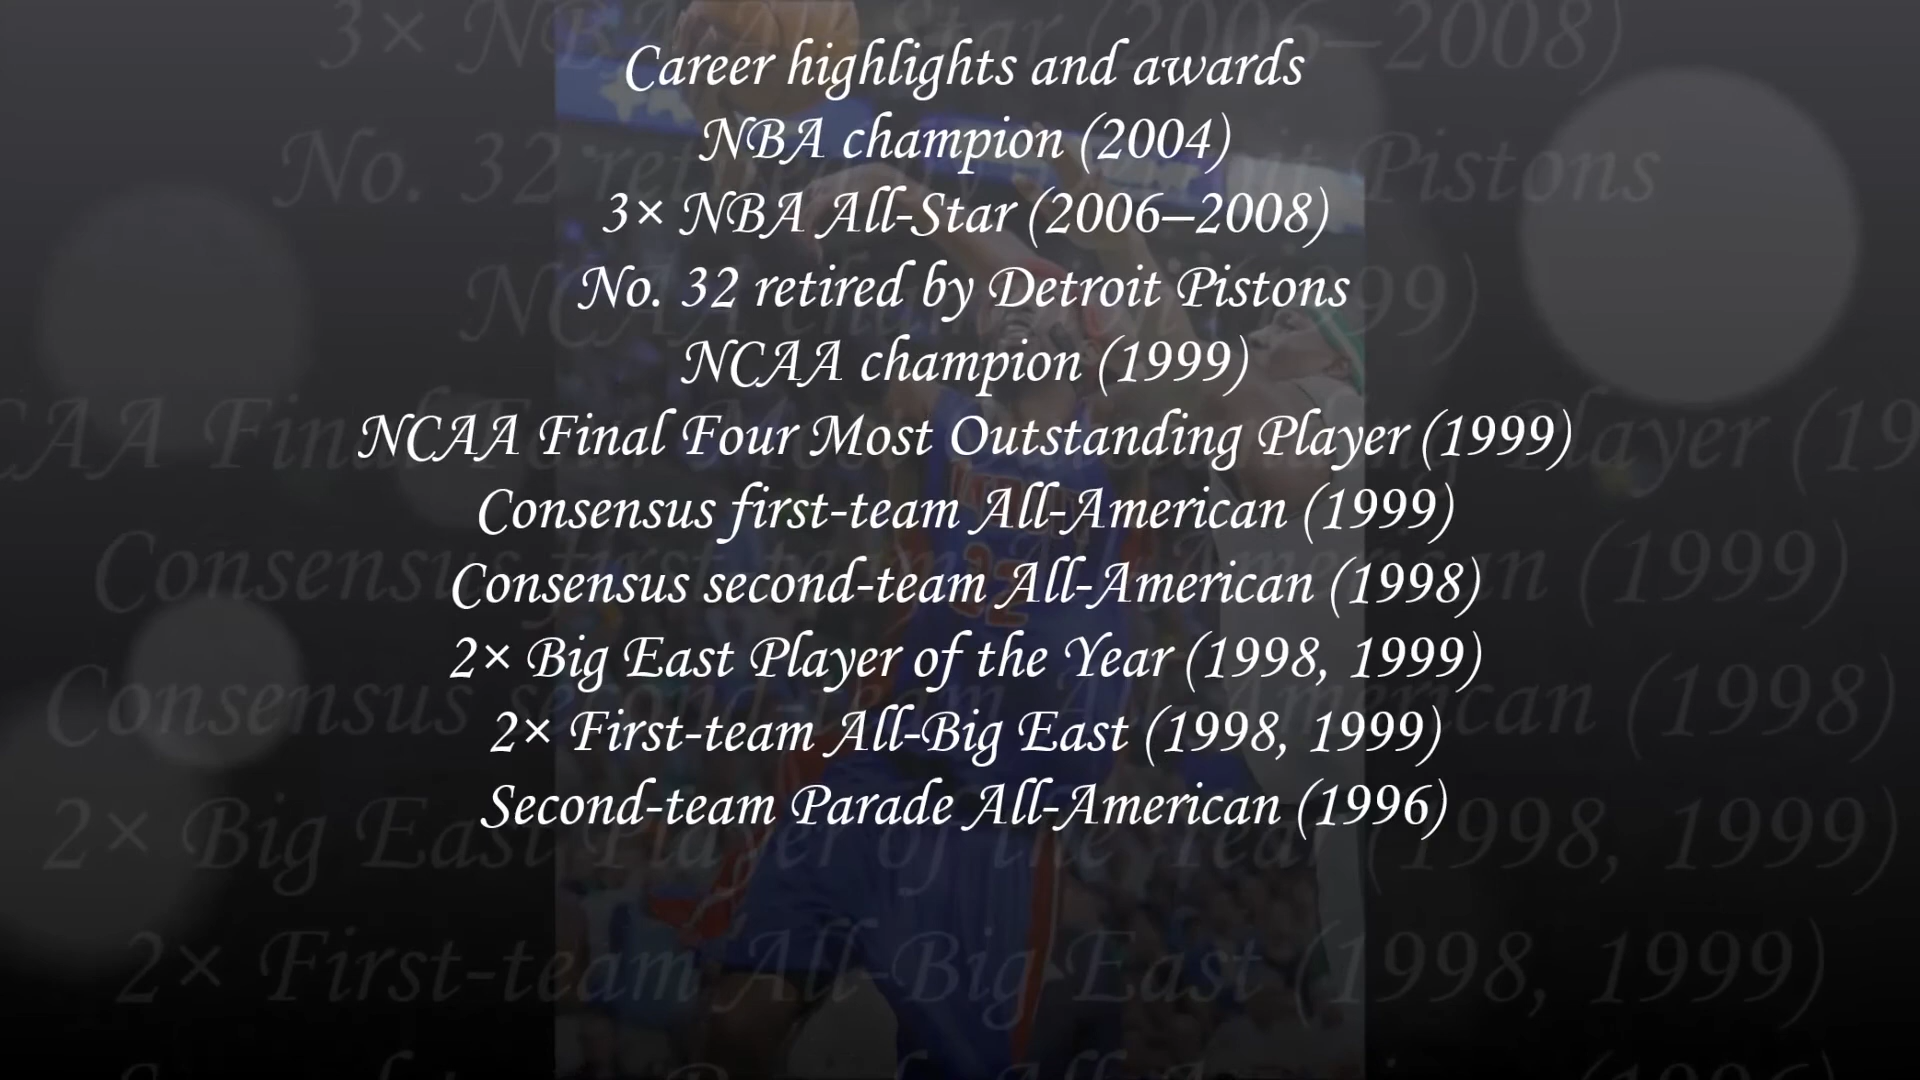 Career highlights and awards
NBA champion (2004)
3× NBA All-Star (2006–2008)
No. 32 retired by Detroit Pistons
NCAA champion (1999)
NCAA Final Four Most Outstanding Player (1999)
Consensus first-team All-American (1999)
Consensus second-team All-American (1998)
2× Big East Player of the Year (1998, 1999)
2× First-team All-Big East (1998, 1999)
Second-team Parade All-American (1996)